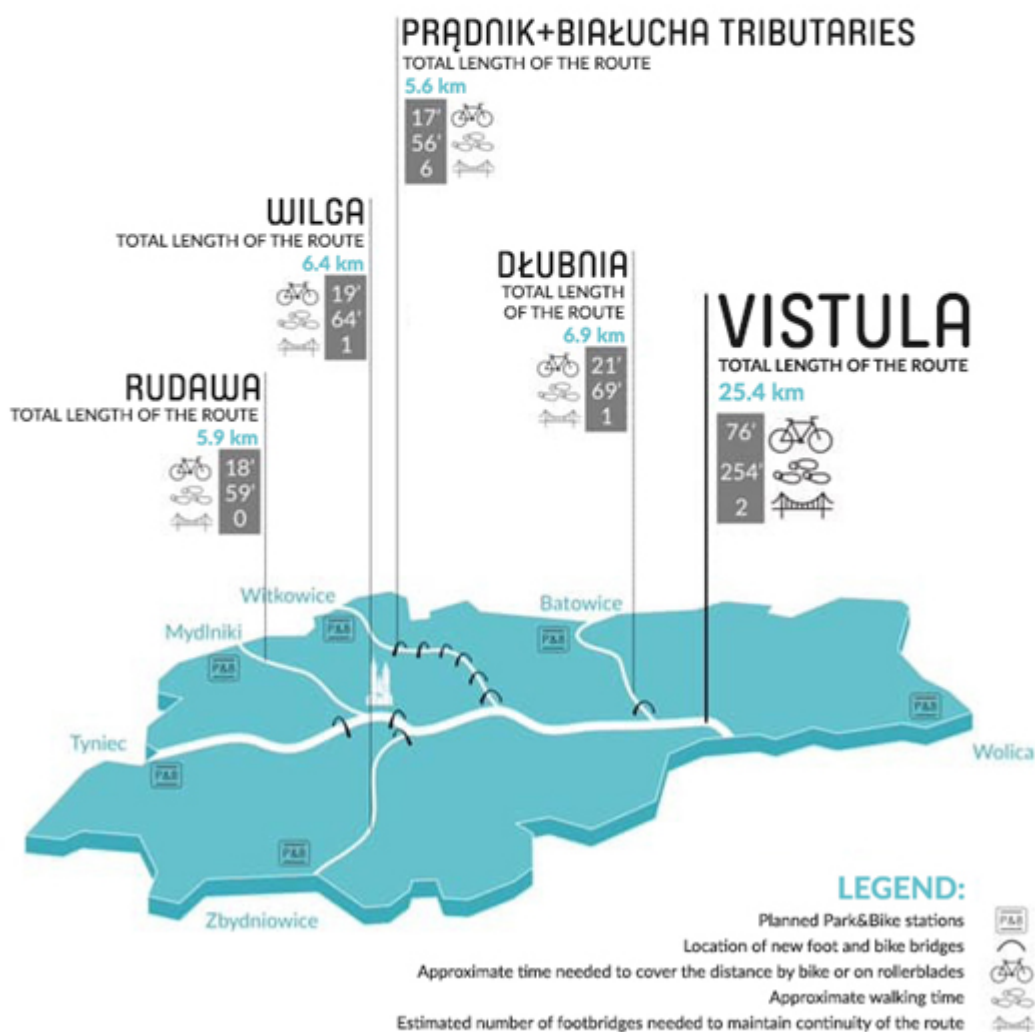 PRĄDNIK+BIAŁUCHA TRIBUTARIES
TOTAL LENGTH OF THE ROUTE
5.6 km
17'
56'
6
WILGA
TOTAL LENGTH OF THE ROUTE
6.4 km
19'
64'
1
DŁUBNIA
TOTAL LENGTH
OF THE ROUTE
6.9 km
21'
69'
1
VISTULA
TOTAL LENGTH OF THE ROUTE
25.4 km
76'
254'
2
RUDAWA
TOTAL LENGTH OF THE ROUTE
5.9 km
18'
59'
0
Witkowice
P&B
Batowice
P&B
Mydlniki
P&B
Tyniec
P&B
P&B
Wolica
P&B
Zbydniowice
LEGEND:
Planned Park&Bike stations
P&B
Location of new foot and bike bridges
Approximate time needed to cover the distance by bike or on rollerblades
Approximate walking time
Estimated number of footbridges needed to maintain continuity of the route